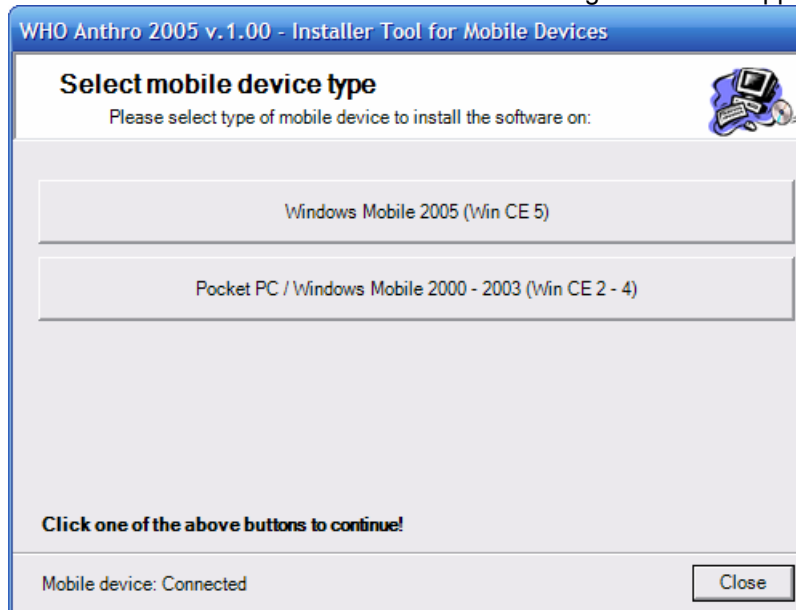 WHO Anthro 2005 v.1.00 - Installer Tool for Mobile Devices
Select mobile device type
Please select type of mobile device to install the software on:
Windows Mobile 2005 (Win CE 5)
Pocket PC / Windows Mobile 2000 - 2003 (Win CE 2 - 4)
Click one of the above buttons to continue!
Mobile device: Connected
Close